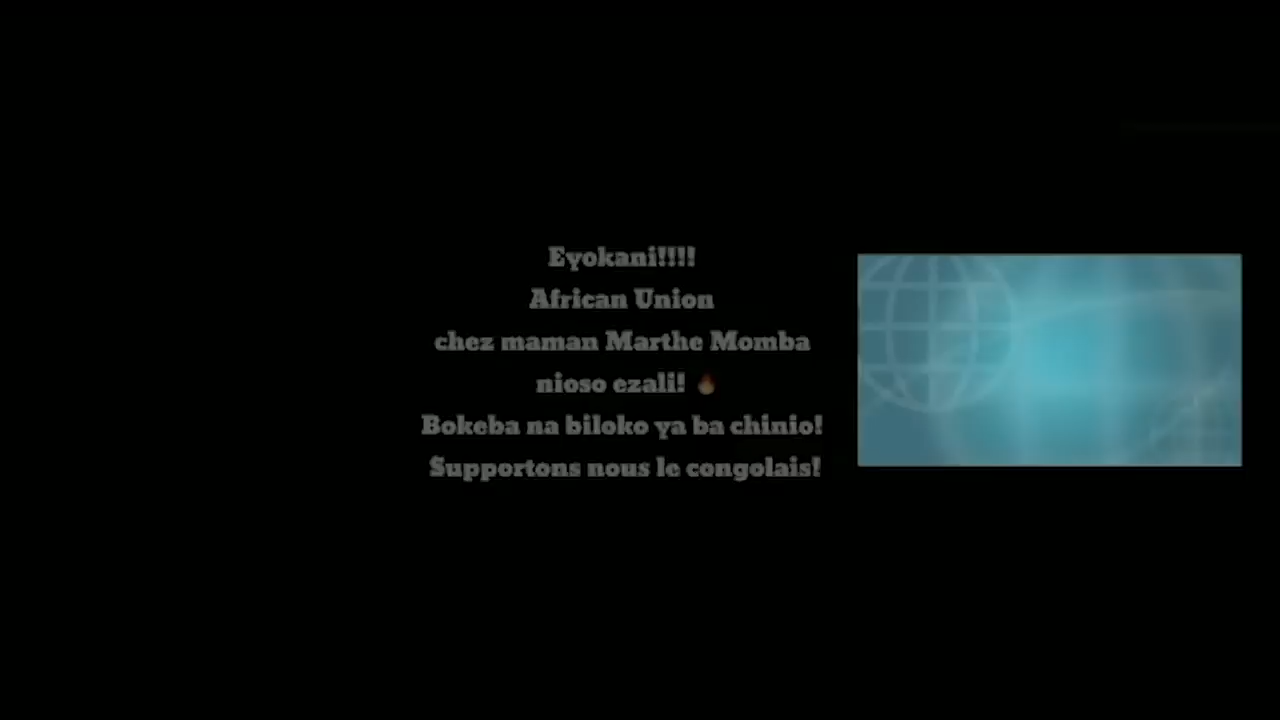 Eyokani!!!!
African Union
chez maman Marthe Momba
nioso ezali! 🔥
Bokeba na biloko ya ba chinio!
Supportons nous le congolais!